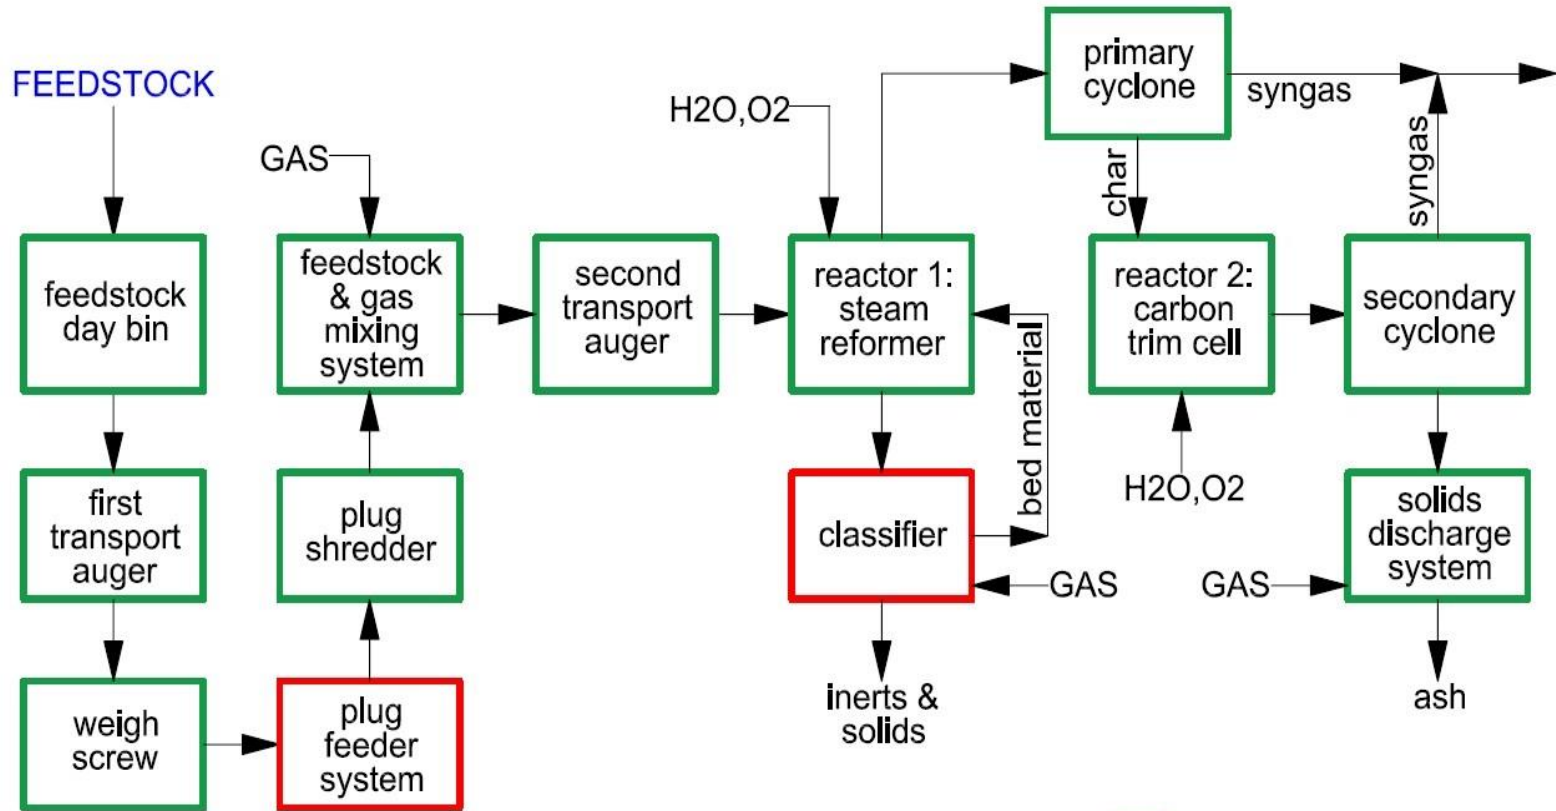 FEEDSTOCK
feedstock
day bin
first
transport
auger
weigh
screw
plug
feeder
system
plug
shredder
GAS
feedstock
& gas
mixing
system
second
transport
auger
H2O,O2
reactor 1:
steam
reformer
classifier
bed material
GAS
inerts &
solids
primary
cyclone
syngas
char
reactor 2:
carbon
trim cell
H2O,O2
secondary
cyclone
syngas
solids
discharge
system
GAS
ash